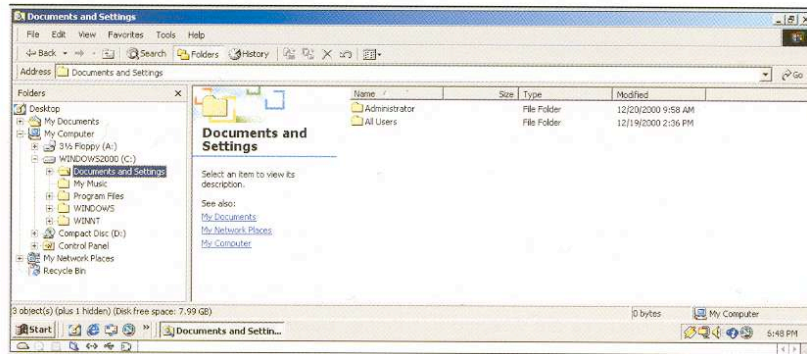 Documents and Settings
File Edit View Favorites Tools Help
Back Search Folders History
Address Documents and Settings Go
Folders
Desktop
My Documents
My Computer
3½ Floppy (A:)
WINDOWS2000 (C:)
Documents and Settings
My Music
Program Files
WINDOWS
WINNT
Compact Disc (D:)
Control Panel
My Network Places
Recycle Bin
Documents and
Settings
Select an item to view its
description.
See also:
My Documents
My Network Places
My Computer
Name Size Type Modified
Administrator File Folder 12/20/2000 9:58 AM
All Users File Folder 12/19/2000 2:36 PM
3 object(s) (plus 1 hidden) (Disk free space: 7.99 GB) 0 bytes My Computer
Start » Documents and Settin... 5:48 PM